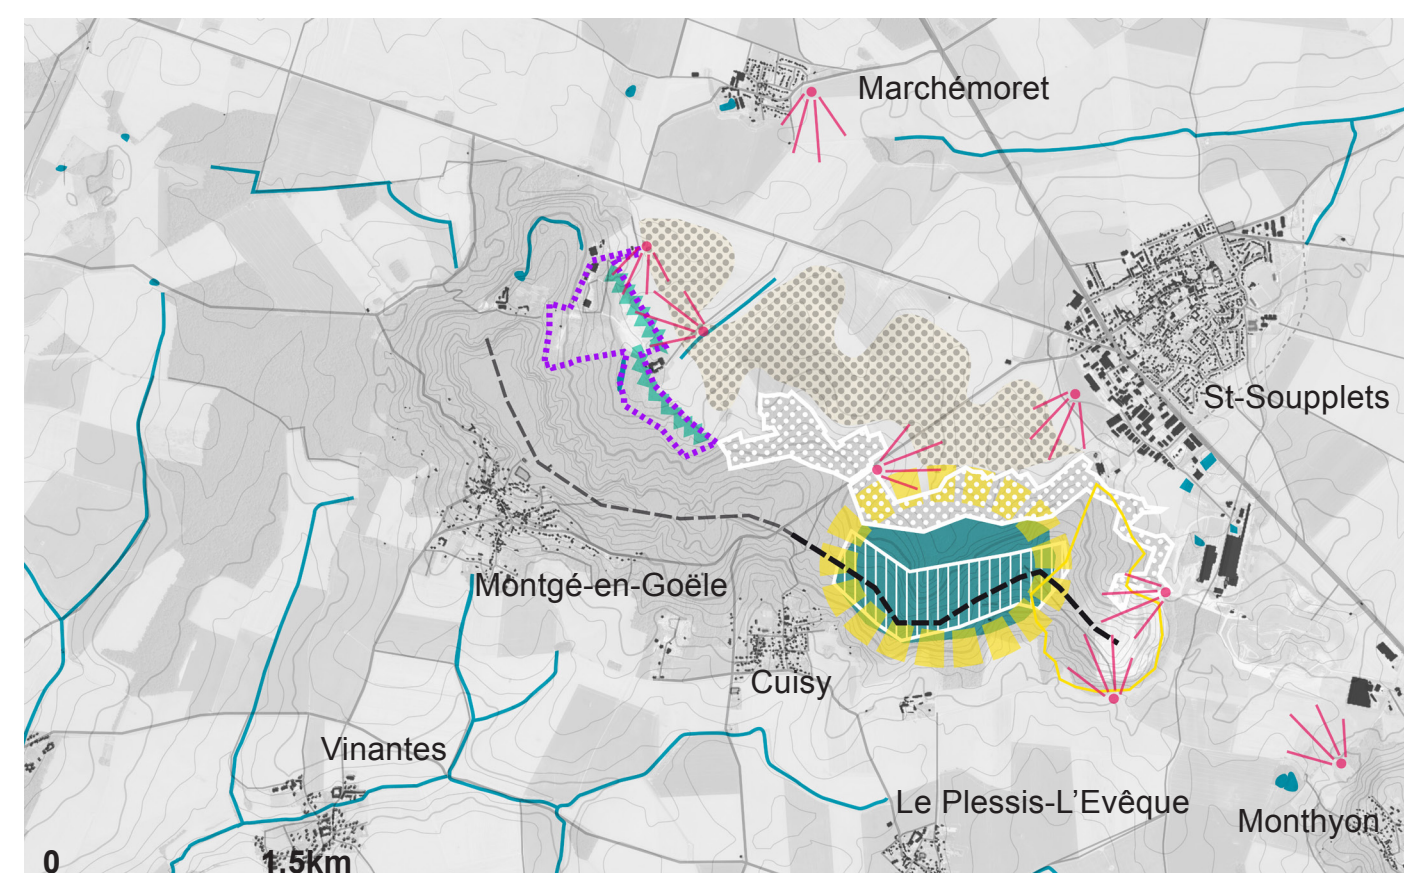 Marchémoret
St-Soupplets
Montgé-en-Goële
Cuisy
Vinantes
Le Plessis-L'Evêque
Monthyon
0
1,5km